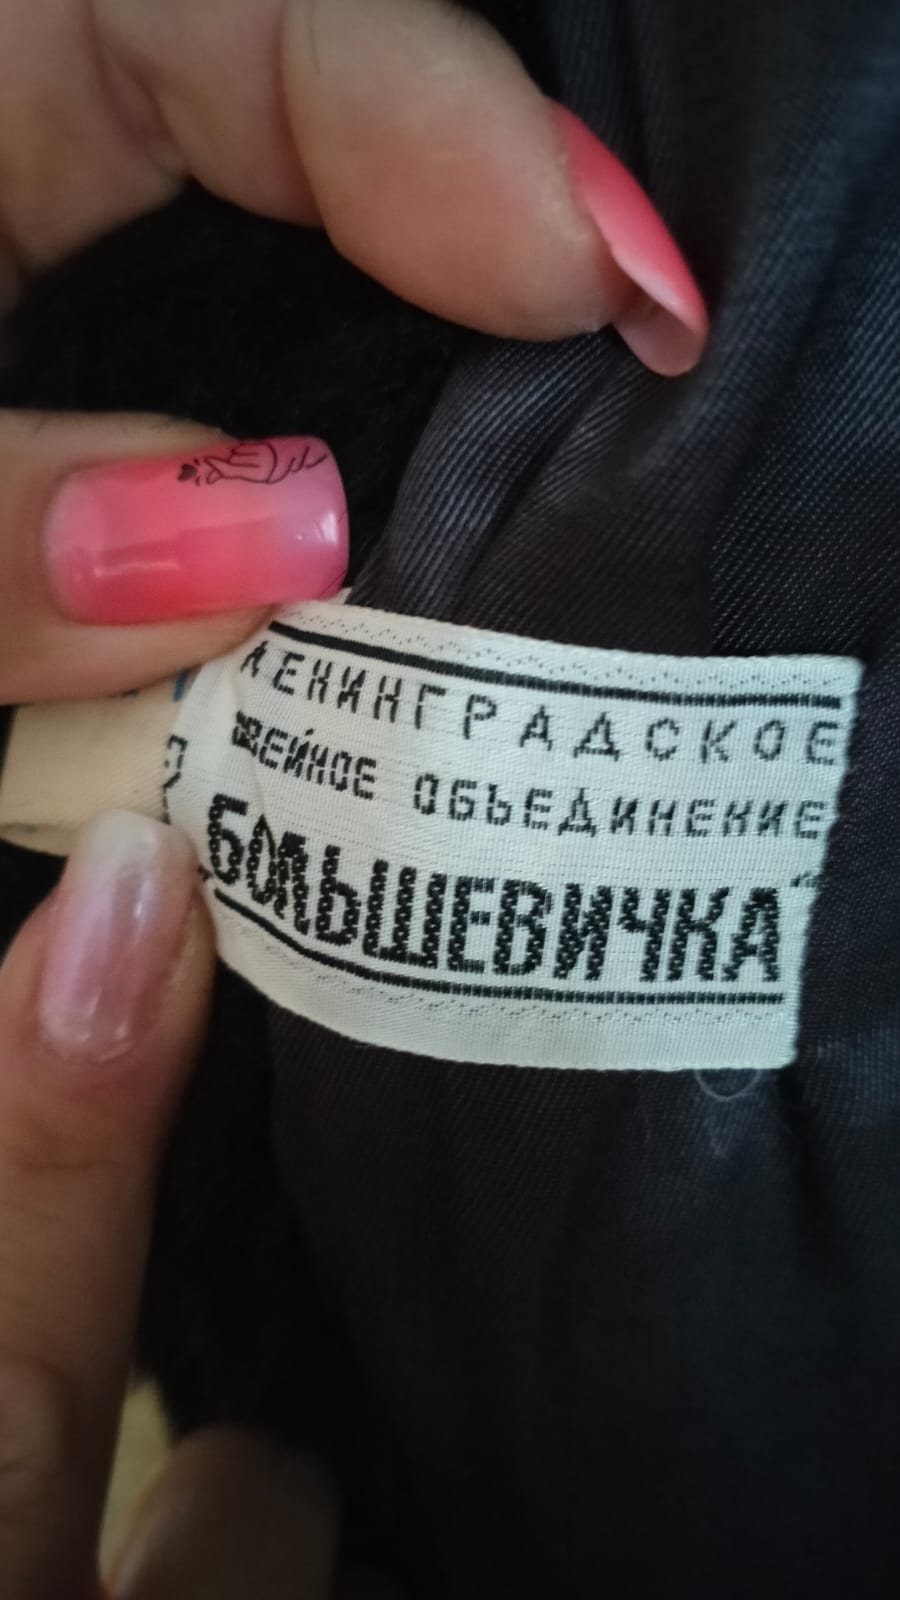 ЛЕНИНГРАДСКОЕ
ШВЕЙНОЕ ОБЪЕДИНЕНИЕ
„БОЛЬШЕВИЧКА“